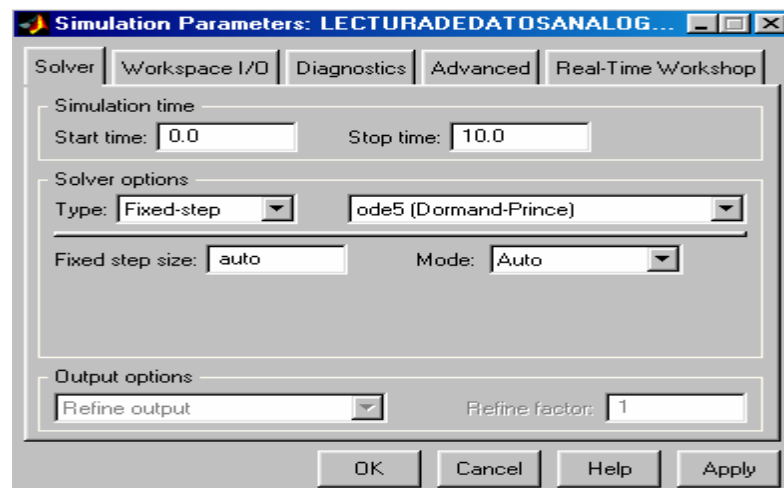 Simulation Parameters: LECTURADEDATOSANALOG...
Solver Workspace I/O Diagnostics Advanced Real-Time Workshop
Simulation time
Start time: 0.0 Stop time: 10.0
Solver options
Type: Fixed-step ode5 (Dormand-Prince)
Fixed step size: auto Mode: Auto
Output options
Refine output Refine factor: 1
OK Cancel Help Apply